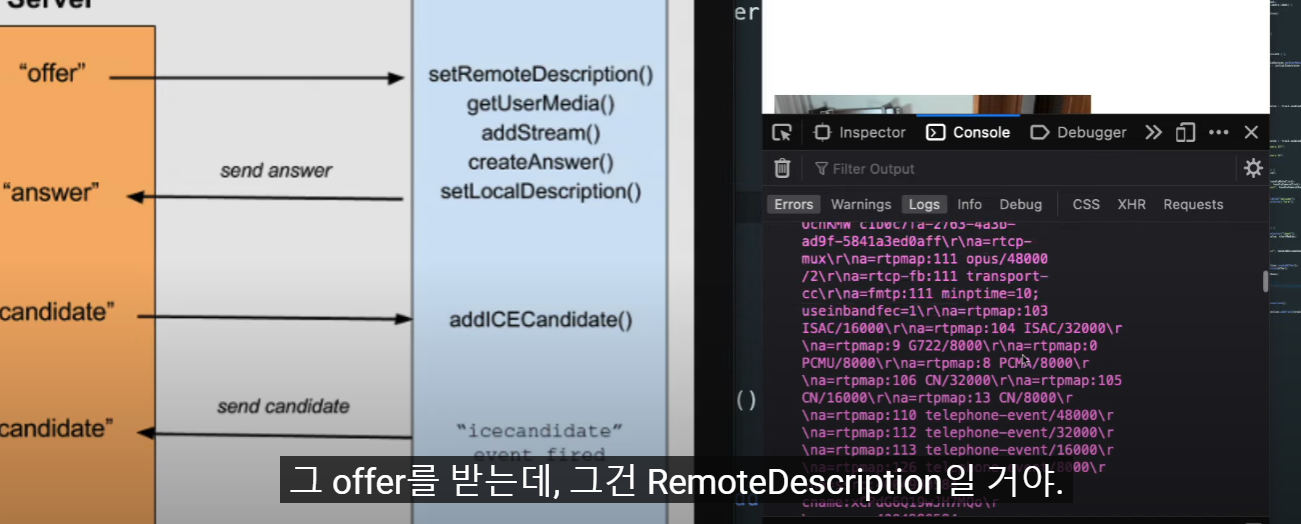 Server
"offer"
setRemoteDescription()
getUserMedia()
addStream()
createAnswer()
setLocalDescription()
send answer
"answer"
candidate"
addICECandidate()
send candidate
candidate"
"icecandidate"
event fired
er
()
Inspector
Console
Debugger
Filter Output
Errors
Warnings
Logs
Info
Debug
CSS
XHR
Requests
ad9f-5841a3ed0aff\r\na=rtcp-
mux\r\na=rtpmap:111 opus/48000
/2\r\na=rtcp-fb:111 transport-
cc\r\na=fmtp:111 minptime=10;
useinbandfec=1\r\na=rtpmap:103
ISAC/16000\r\na=rtpmap:104 ISAC/32000\r
\na=rtpmap:9 G722/8000\r\na=rtpmap:0
PCMU/8000\r\na=rtpmap:8 PCMA/8000\r
\na=rtpmap:106 CN/32000\r\na=rtpmap:105
CN/16000\r\na=rtpmap:13 CN/8000\r
\na=rtpmap:110 telephone-event/48000\r
\na=rtpmap:112 telephone-event/32000\r
\na=rtpmap:113 telephone-event/16000\r
그 offer를 받는데, 그건 RemoteDescription일 거야.